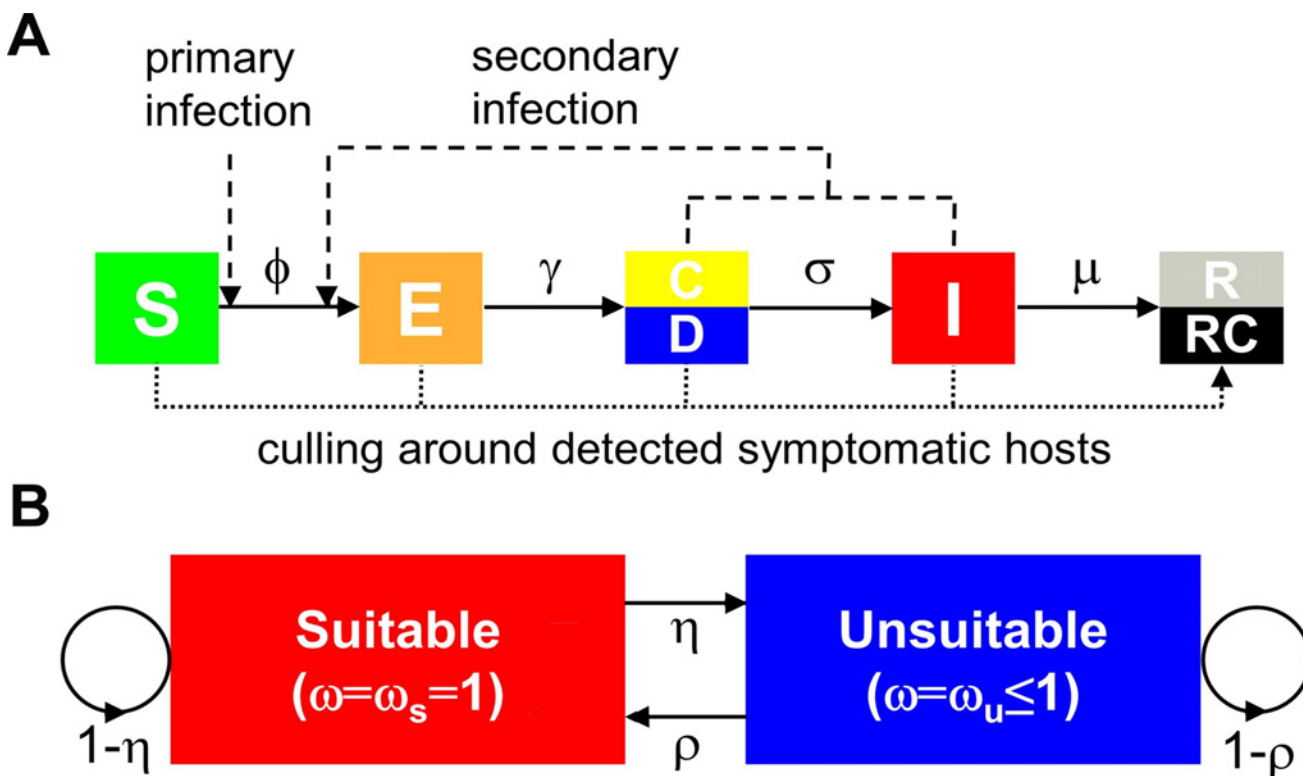 A
primary
infection
secondary
infection
S
ϕ
E
γ
C
D
σ
I
μ
R
RC
culling around detected symptomatic hosts
B
Suitable
(ω=ωs=1)
η
ρ
Unsuitable
(ω=ωu≤1)
1-η
1-ρ